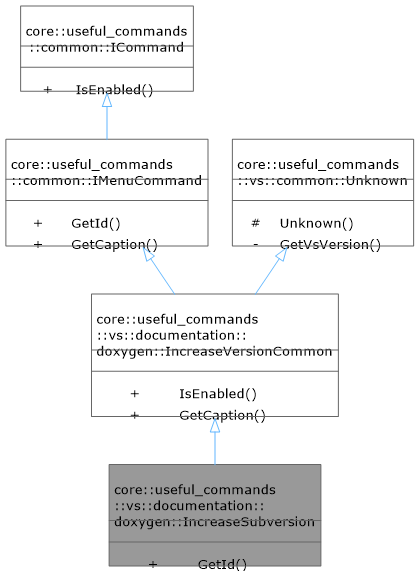 core::useful_commands
::common::ICommand
+ IsEnabled()
core::useful_commands
::common::IMenuCommand
+ GetId()
+ GetCaption()
core::useful_commands
::vs::common::Unknown
# Unknown()
- GetVsVersion()
core::useful_commands
::vs::documentation::
doxygen::IncreaseVersionCommon
+ IsEnabled()
+ GetCaption()
core::useful_commands
::vs::documentation::
doxygen::IncreaseSubversion
+ GetId()